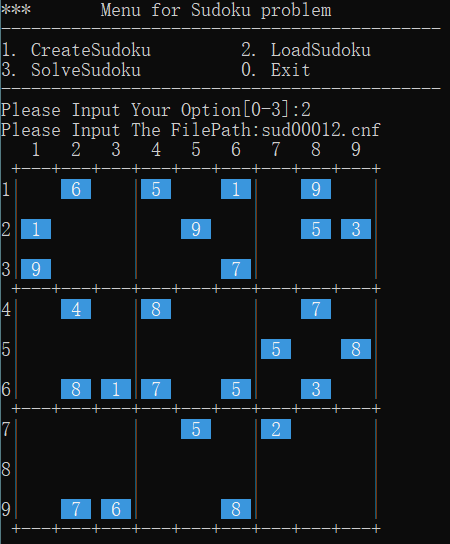 ***       Menu for Sudoku problem
--------------------------------------------
1. CreateSudoku         2. LoadSudoku
3. SolveSudoku          0. Exit
--------------------------------------------
Please Input Your Option[0-3]:2
Please Input The FilePath:sud00012.cnf
   1   2   3   4   5   6   7   8   9
 +---+---+---+---+---+---+---+---+---+
1|     6     | 5       1 |     9     |
2| 1         |     9     |     5   3 |
3| 9         |         7 |           |
 +---+---+---+---+---+---+---+---+---+
4|     4     | 8         |     7     |
5|           |           | 5       8 |
6|     8   1 | 7       5 |     3     |
 +---+---+---+---+---+---+---+---+---+
7|           |     5     | 2         |
8|           |           |           |
9|     7   6 |         8 |           |
 +---+---+---+---+---+---+---+---+---+